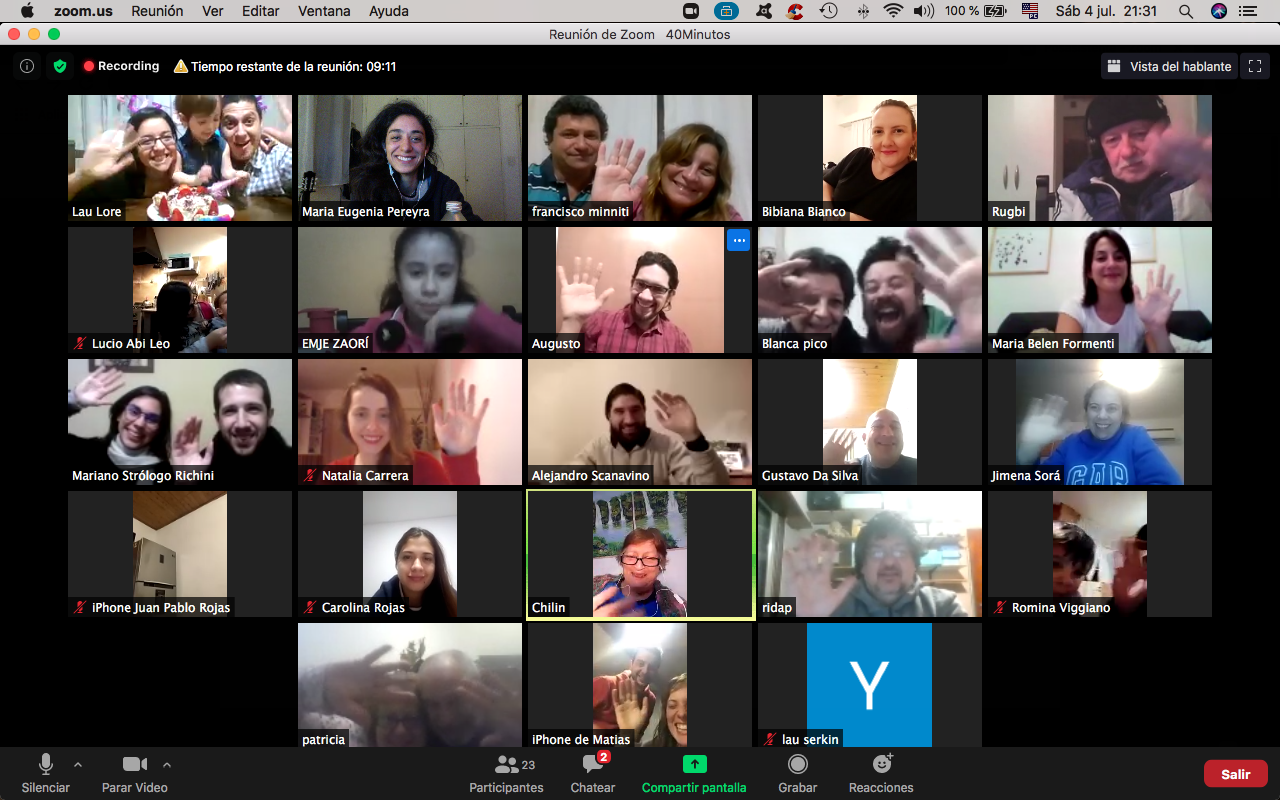 zoom.us Reunión Ver Editar Ventana Ayuda 100 % Sáb 4 jul. 21:31
Reunión de Zoom 40Minutos
Recording Tiempo restante de la reunión: 09:11 Vista del hablante
Lau Lore
Maria Eugenia Pereyra
francisco minniti
Bibiana Bianco
Rugbi
Lucio Abi Leo
EMJE ZAORÍ
Augusto
Blanca pico
Maria Belen Formenti
Mariano Strólogo Richini
Natalia Carrera
Alejandro Scanavino
Gustavo Da Silva
Jimena Sorá
GAP
iPhone Juan Pablo Rojas
Carolina Rojas
Chilin
ridap
Romina Viggiano
patricia
iPhone de Matias
Y
lau serkin
Silenciar
Parar Video
23
Participantes
2
Chatear
Compartir pantalla
Grabar
Reacciones
Salir